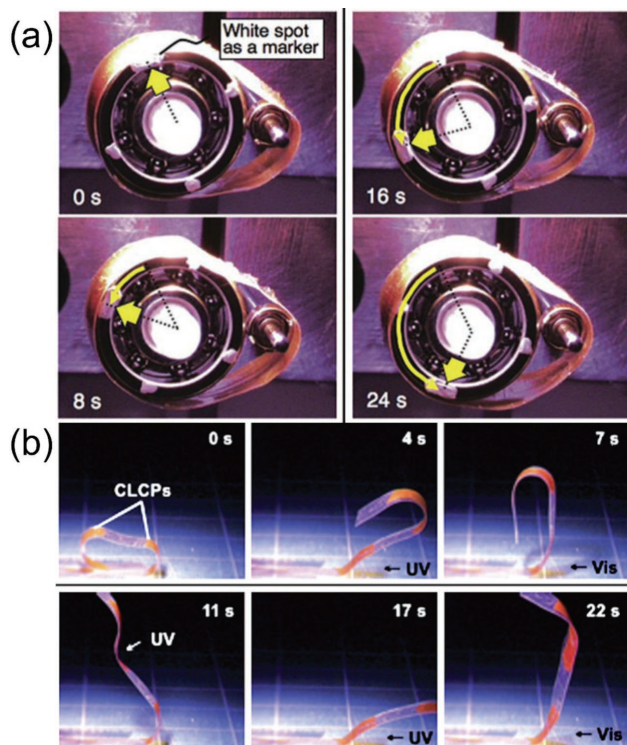 (a)
White spot
as a marker
0 s
16 s
8 s
24 s
(b)
0 s
CLCPs
4 s
UV
7 s
Vis
11 s
UV
17 s
UV
22 s
Vis